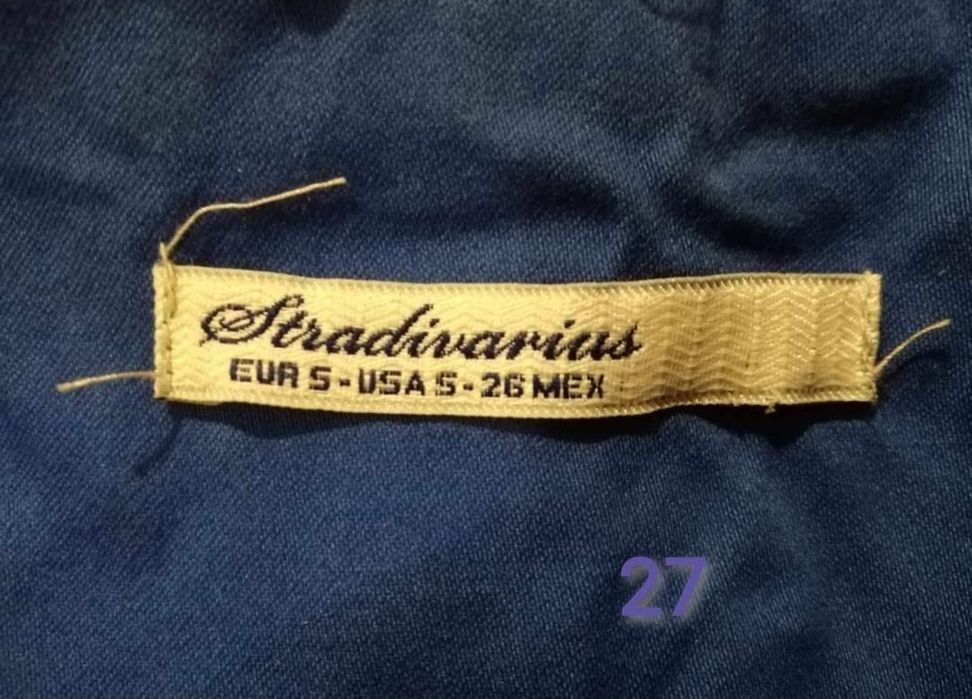 Stradivarius
EUR S - USA S - 26 MEX
27